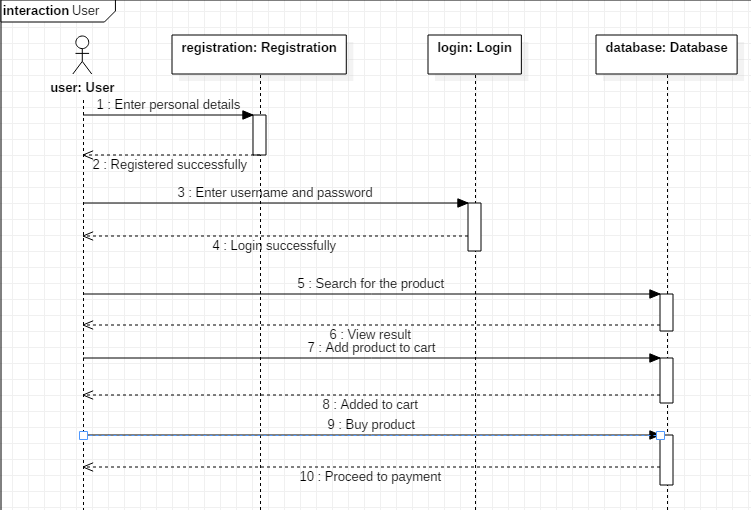 interaction User
registration: Registration
login: Login
database: Database
user: User
1 : Enter personal details
2 : Registered successfully
3 : Enter username and password
4 : Login successfully
5 : Search for the product
6 : View result
7 : Add product to cart
8 : Added to cart
9 : Buy product
10 : Proceed to payment